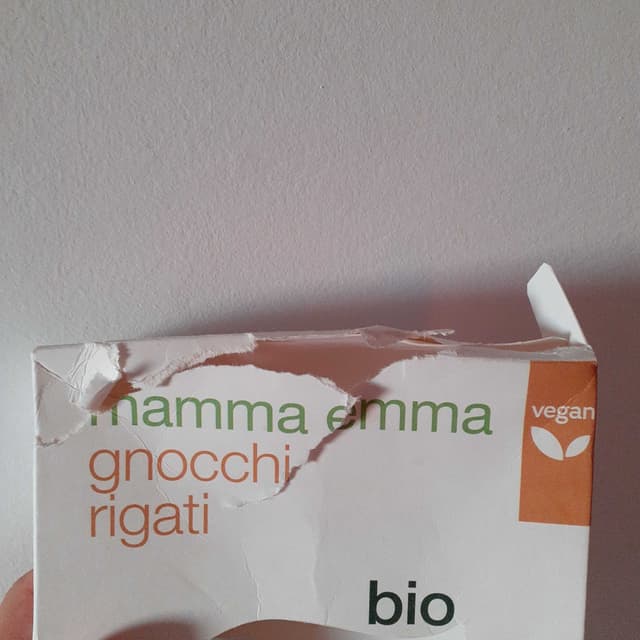 mamma emma
gnocchi
rigati
vegan
bio